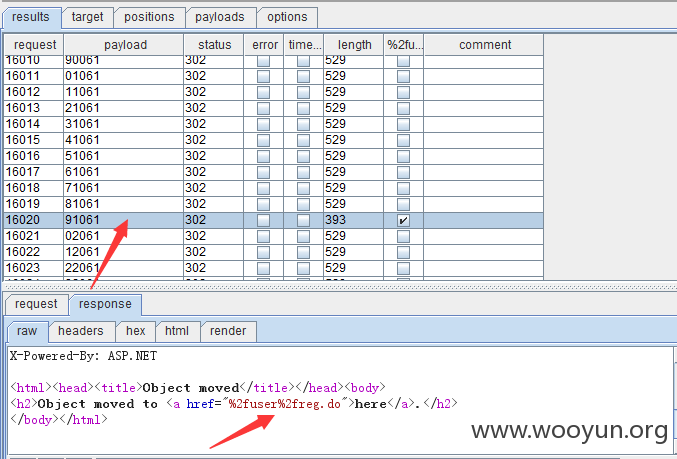 results target positions payloads options
request payload status error time... length %2fu... comment
16010 90061 302 529
16011 01061 302 529
16012 11061 302 529
16013 21061 302 529
16014 31061 302 529
16015 41061 302 529
16016 51061 302 529
16017 61061 302 529
16018 71061 302 529
16019 81061 302 529
16020 91061 302 393
16021 02061 302 529
16022 12061 302 529
16023 22061 302 529
request response
raw headers hex html render
X-Powered-By: ASP.NET
<html><head><title>Object moved</title></head><body>
<h2>Object moved to <a href="%2fuser%2freg.do">here</a>.</h2>
</body></html>
www.wooyun.org